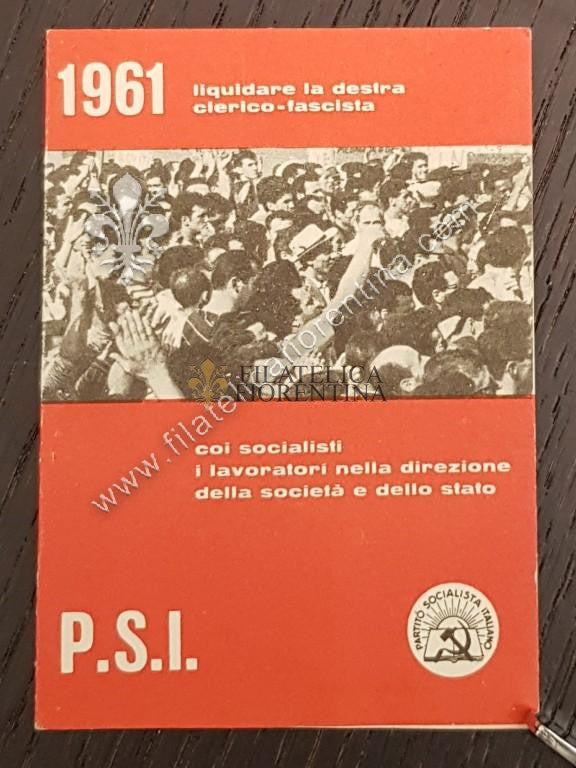 1961
liquidare la destra
clerico-fascista
FILATELICA
FIORENTINA
www.filatelicafiorentina.com
coi socialisti
i lavoratori nella direzione
della società e dello stato
P.S.I.
PARTITO SOCIALISTA ITALIANO